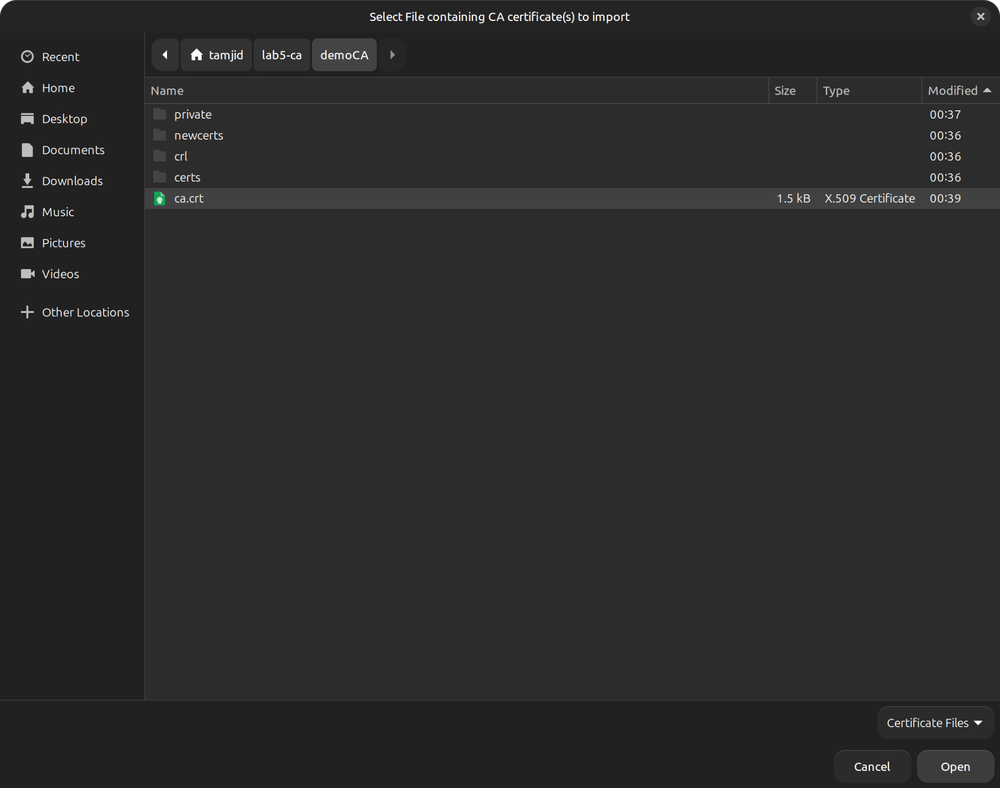 Select File containing CA certificate(s) to import
Recent
Home
Desktop
Documents
Downloads
Music
Pictures
Videos
Other Locations
tamjid lab5-ca demoCA
Name Size Type Modified
private 00:37
newcerts 00:36
crl 00:36
certs 00:36
ca.crt 1.5 kB X.509 Certificate 00:39
Certificate Files
Cancel Open